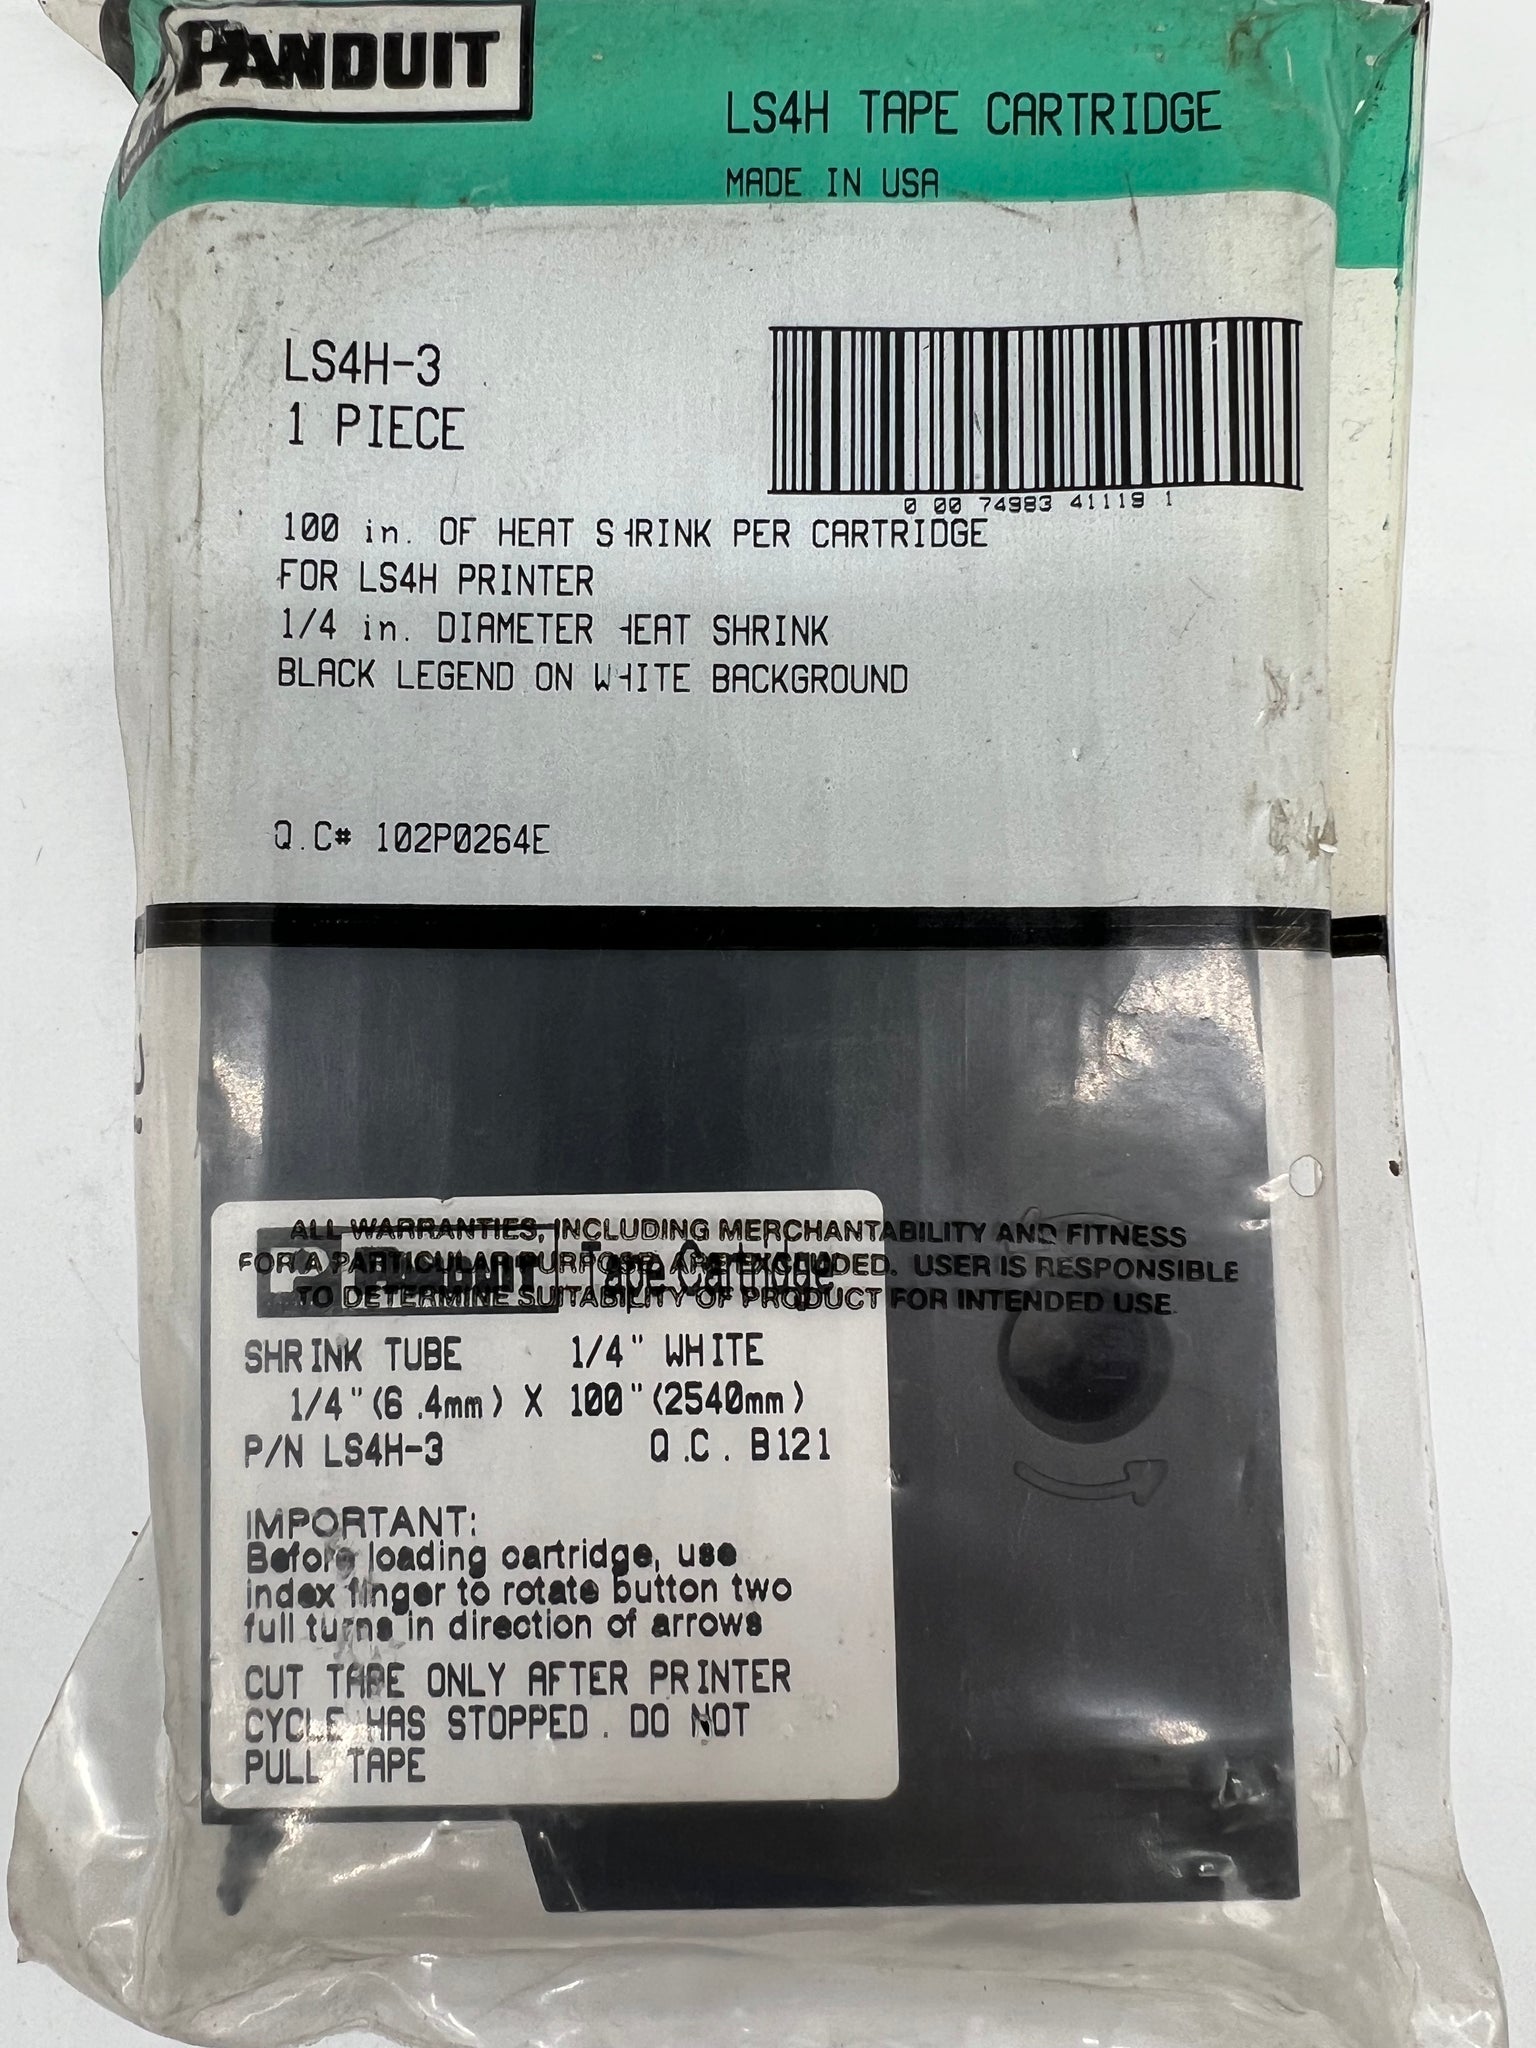 PANDUIT
LS4H TAPE CARTRIDGE
MADE IN USA
LS4H-3
1 PIECE
0 00 74983 41119 1
100 in. OF HEAT SHRINK PER CARTRIDGE
FOR LS4H PRINTER
1/4 in. DIAMETER HEAT SHRINK
BLACK LEGEND ON WHITE BACKGROUND
Q.C# 102P0264E
ALL WARRANTIES, INCLUDING MERCHANTABILITY AND FITNESS
FOR A PARTICULAR PURPOSE, ARE EXCLUDED. USER IS RESPONSIBLE
TO DETERMINE SUITABILITY OF PRODUCT FOR INTENDED USE.
PANDUIT Tape Cartridge
SHRINK TUBE 1/4" WHITE
1/4"(6.4mm) X 100"(2540mm)
P/N LS4H-3 Q.C. B121
IMPORTANT:
Before loading cartridge, use
index finger to rotate button two
full turns in direction of arrows
CUT TAPE ONLY AFTER PRINTER
CYCLE HAS STOPPED. DO NOT
PULL TAPE